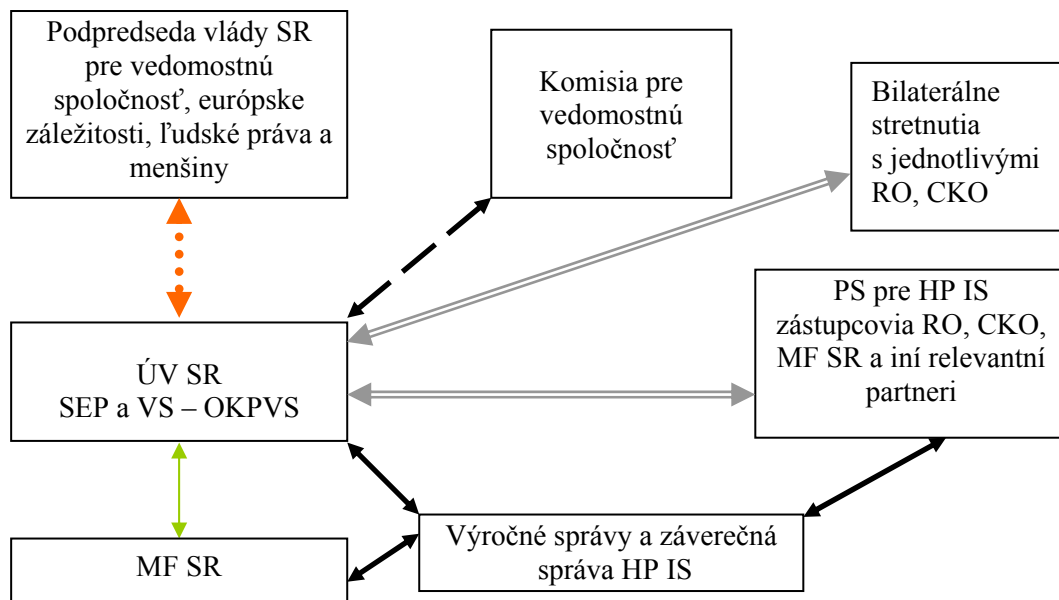 Podpredseda vlády SR
pre vedomostnú
spoločnosť, európske
záležitosti, ľudské práva a
menšiny
Komisia pre
vedomostnú
spoločnosť
Bilaterálne
stretnutia
s jednotlivými
RO, CKO
PS pre HP IS
zástupcovia RO, CKO,
MF SR a iní relevantní
partneri
ÚV SR
SEP a VS – OKPVS
MF SR
Výročné správy a záverečná
správa HP IS